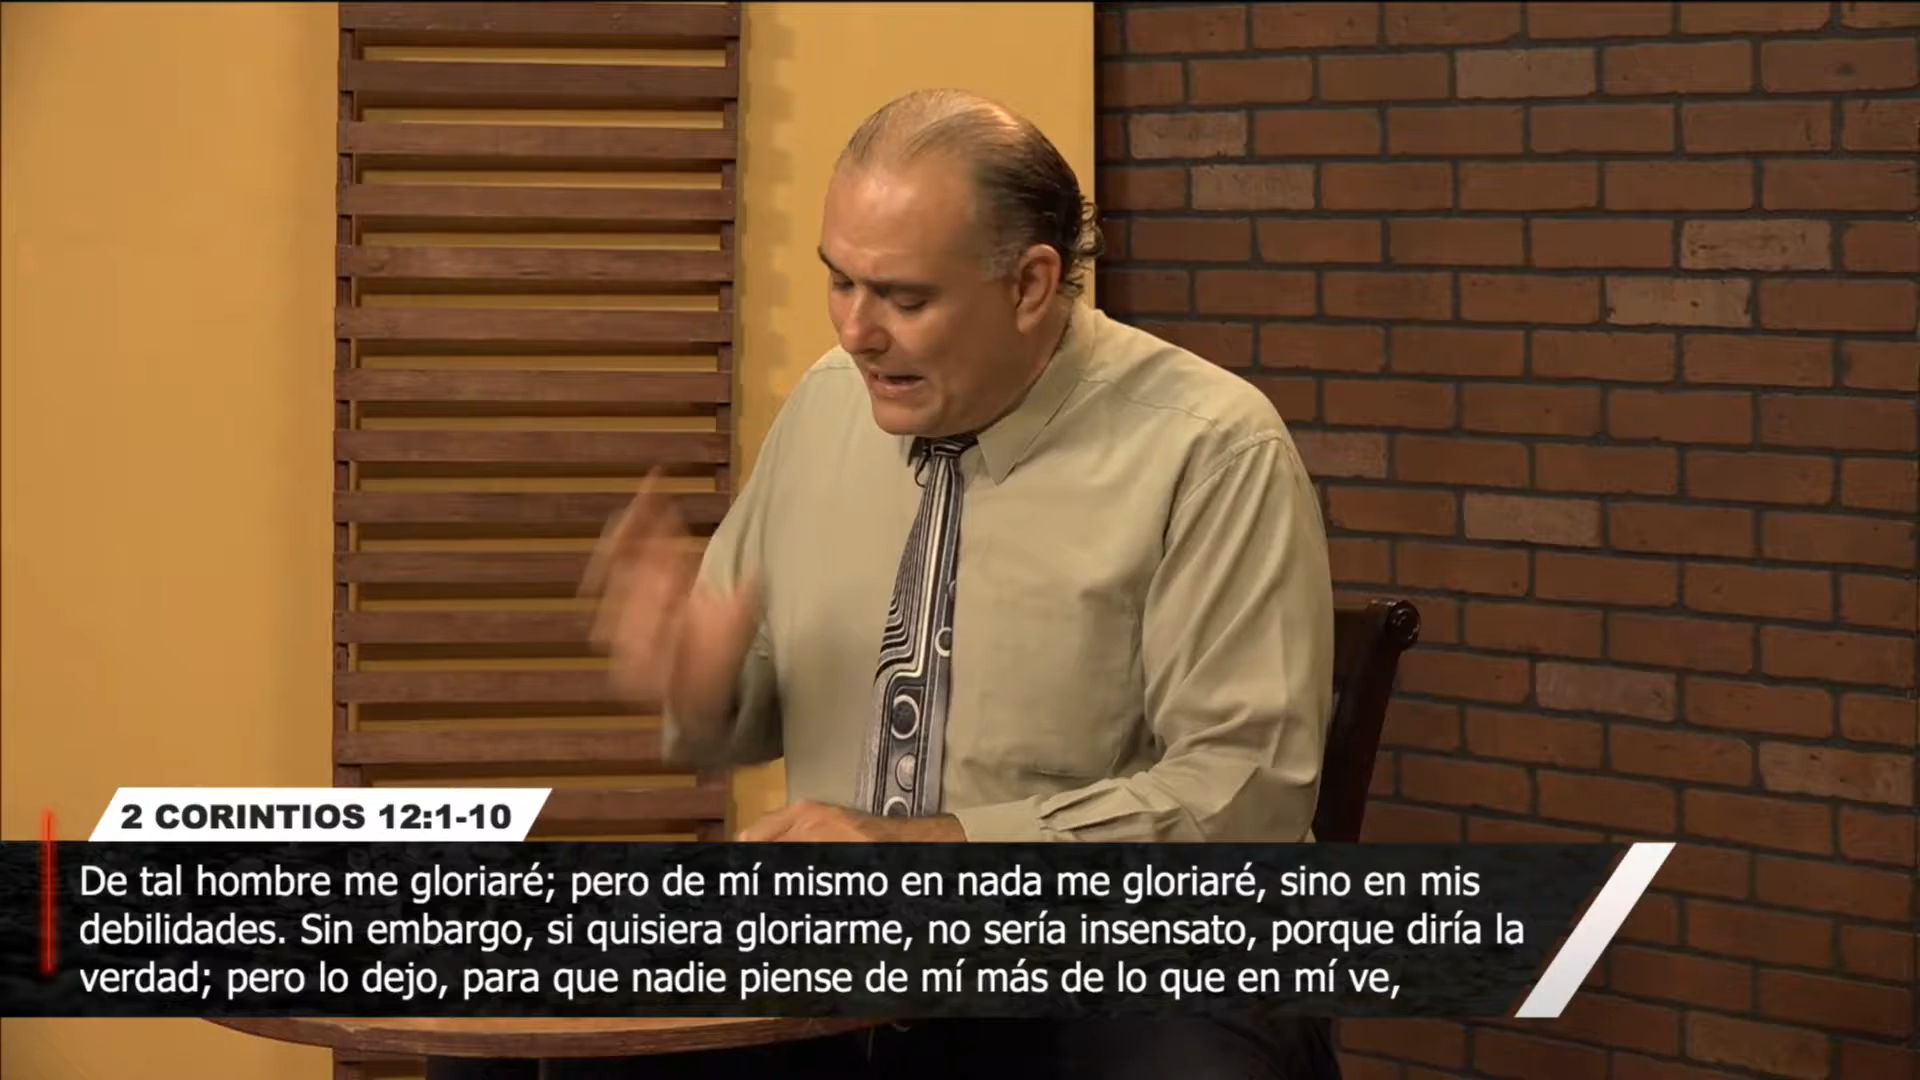 2 CORINTIOS 12:1-10
De tal hombre me gloriaré; pero de mí mismo en nada me gloriaré, sino en mis
debilidades. Sin embargo, si quisiera gloriarme, no sería insensato, porque diría la
verdad; pero lo dejo, para que nadie piense de mí más de lo que en mí ve,